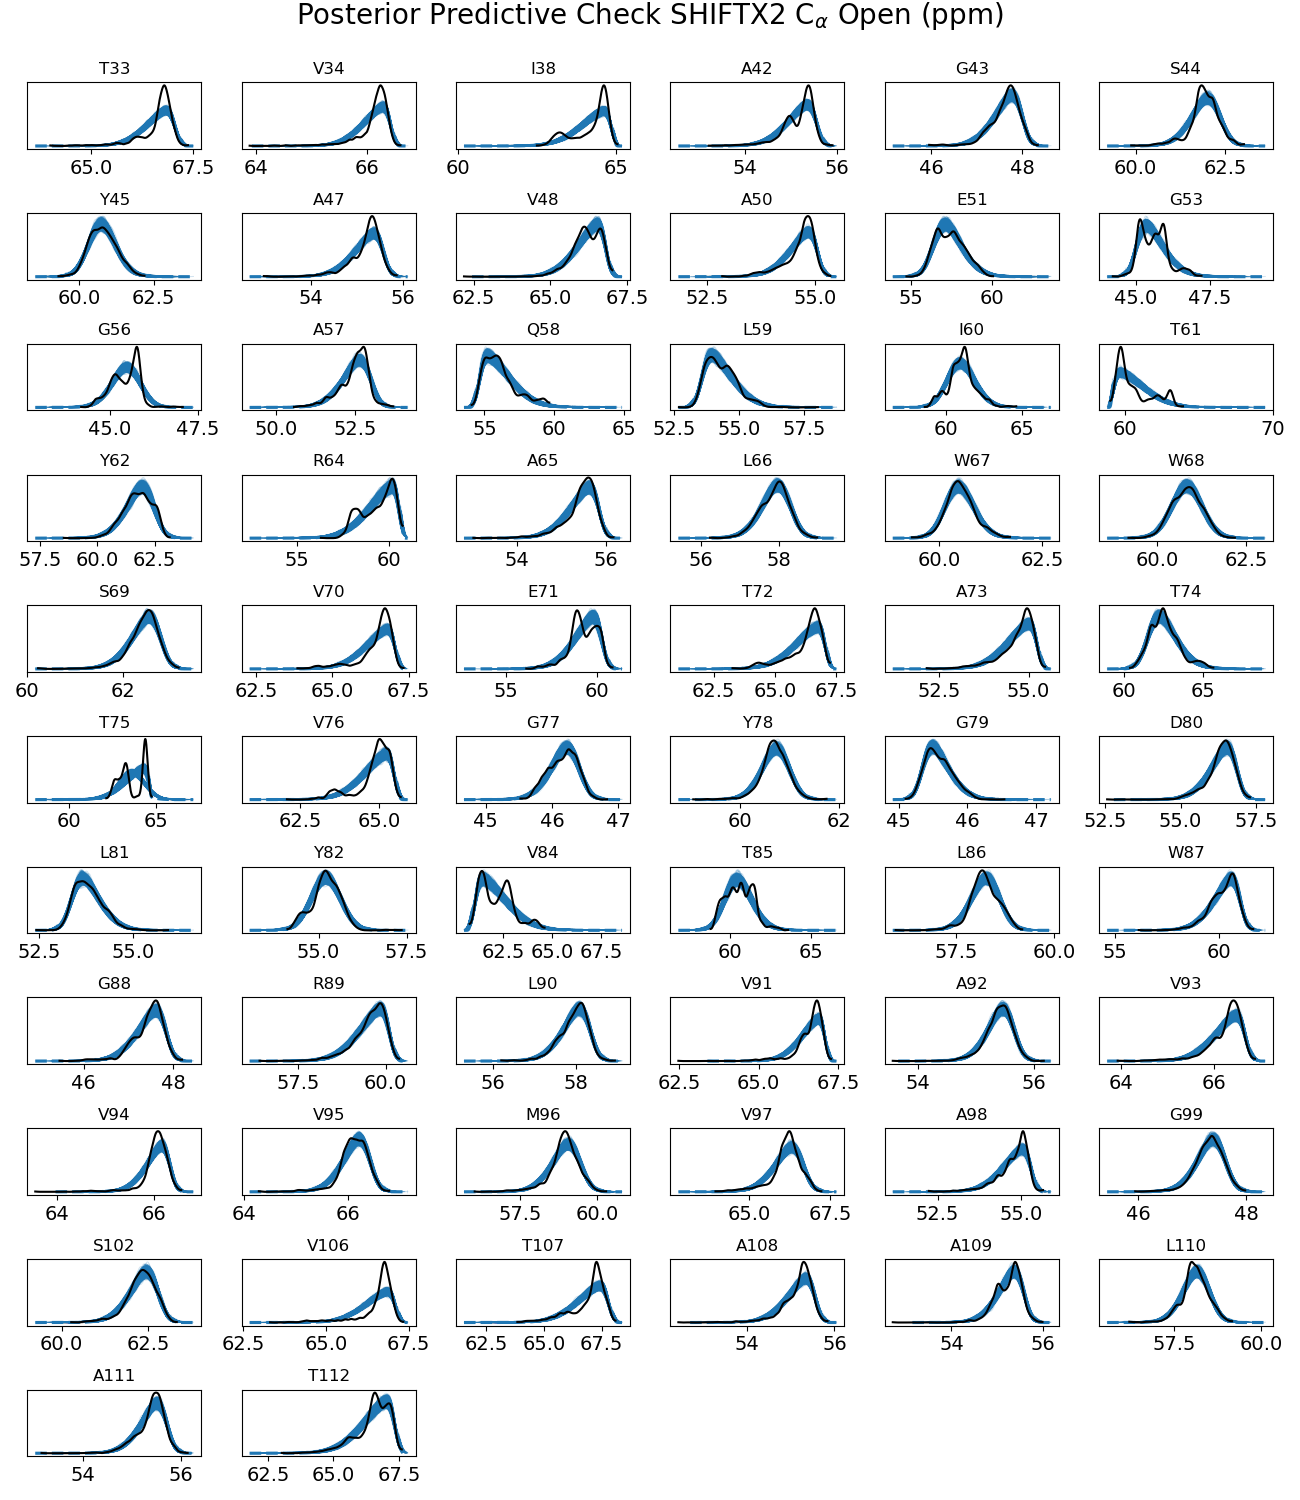 Posterior Predictive Check SHIFTX2 Cα Open (ppm)
T33 V34 I38 A42 G43 S44
65.0 67.5 64 66 60 65 54 56 46 48 60.0 62.5
Y45 A47 V48 A50 E51 G53
60.0 62.5 54 56 62.5 65.0 67.5 52.5 55.0 55 60 45.0 47.5
G56 A57 Q58 L59 I60 T61
45.0 47.5 50.0 52.5 55 60 65 52.5 55.0 57.5 60 65 60 70
Y62 R64 A65 L66 W67 W68
57.5 60.0 62.5 55 60 54 56 56 58 60.0 62.5 60.0 62.5
S69 V70 E71 T72 A73 T74
60 62 62.5 65.0 67.5 55 60 62.5 65.0 67.5 52.5 55.0 60 65
T75 V76 G77 Y78 G79 D80
60 65 62.5 65.0 45 46 47 60 62 45 46 47 52.5 55.0 57.5
L81 Y82 V84 T85 L86 W87
52.5 55.0 55.0 57.5 62.5 65.0 67.5 60 65 57.5 60.0 55 60
G88 R89 L90 V91 A92 V93
46 48 57.5 60.0 56 58 62.5 65.0 67.5 54 56 64 66
V94 V95 M96 V97 A98 G99
64 66 64 66 57.5 60.0 65.0 67.5 52.5 55.0 46 48
S102 V106 T107 A108 A109 L110
60.0 62.5 62.5 65.0 67.5 62.5 65.0 67.5 54 56 54 56 57.5 60.0
A111 T112
54 56 62.5 65.0 67.5